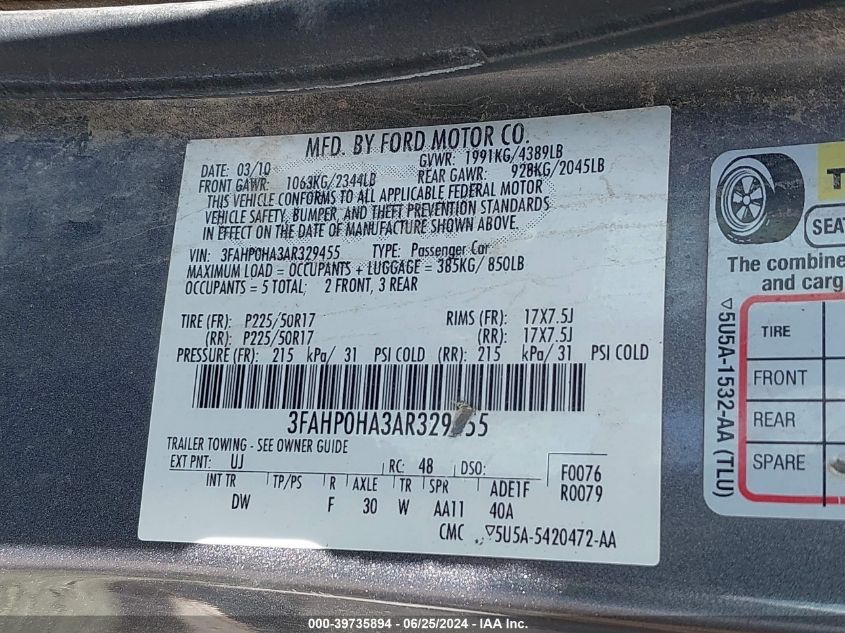 MFD. BY FORD MOTOR CO.
DATE: 03/10 GVWR: 1991KG/4389LB
FRONT GAWR: 1063KG/2344LB REAR GAWR: 928KG/2045LB
THIS VEHICLE CONFORMS TO ALL APPLICABLE FEDERAL MOTOR
VEHICLE SAFETY, BUMPER, AND THEFT PREVENTION STANDARDS
IN EFFECT ON THE DATE OF MANUFACTURE SHOWN ABOVE.
VIN: 3FAHP0HA3AR329455 TYPE: Passenger Car
MAXIMUM LOAD = OCCUPANTS + LUGGAGE = 385KG/ 850LB
OCCUPANTS = 5 TOTAL; 2 FRONT, 3 REAR
TIRE (FR): P225/50R17 RIMS (FR): 17X7.5J
(RR): P225/50R17 (RR): 17X7.5J
PRESSURE (FR): 215 kPa/ 31 PSI COLD (RR): 215 kPa/ 31 PSI COLD
3FAHP0HA3AR329 55
TRAILER TOWING - SEE OWNER GUIDE
EXT PNT: UJ RC: 48 DSO: F0076
R0079
INT TR TP/PS R AXLE TR SPR ADE1F
DW F 30 W AA11 40A
CMC ▽5U5A-5420472-AA
T
SEAT
The combine
and carg
TIRE
FRONT
REAR
SPARE
▽5U5A-1532-AA (TLU)
000-39735894 - 06/25/2024 - IAA Inc.